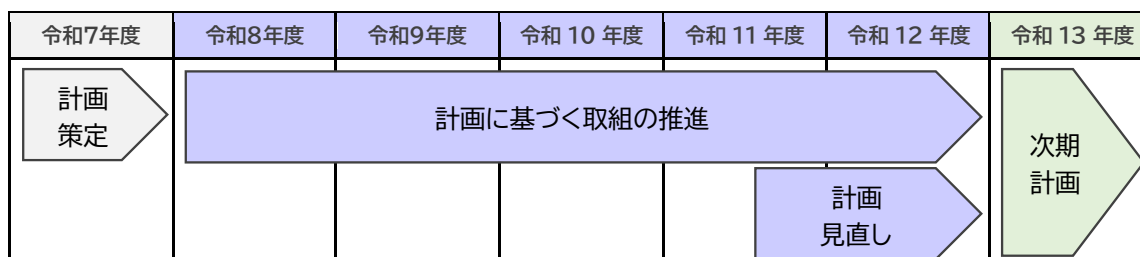 令和7年度 令和8年度 令和9年度 令和 10 年度 令和 11 年度 令和 12 年度 令和 13 年度
計画
策定
計画に基づく取組の推進
計画
見直し
次期
計画